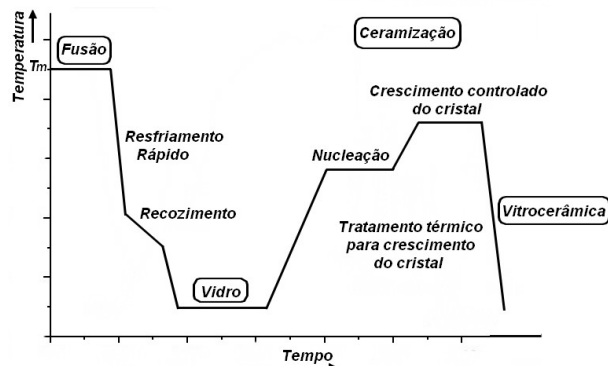 Temperatura
Fusão
Tm
Ceramização
Crescimento controlado
do cristal
Resfriamento
Rápido
Nucleação
Recozimento
Tratamento térmico
para crescimento
do cristal
Vitrocerâmica
Vidro
Tempo